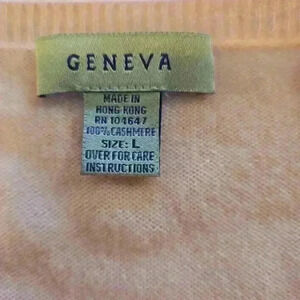 GENEVA
MADE IN
HONG KONG
RN 104647
100% CASHMERE
SIZE: L
OVER FOR CARE
INSTRUCTIONS